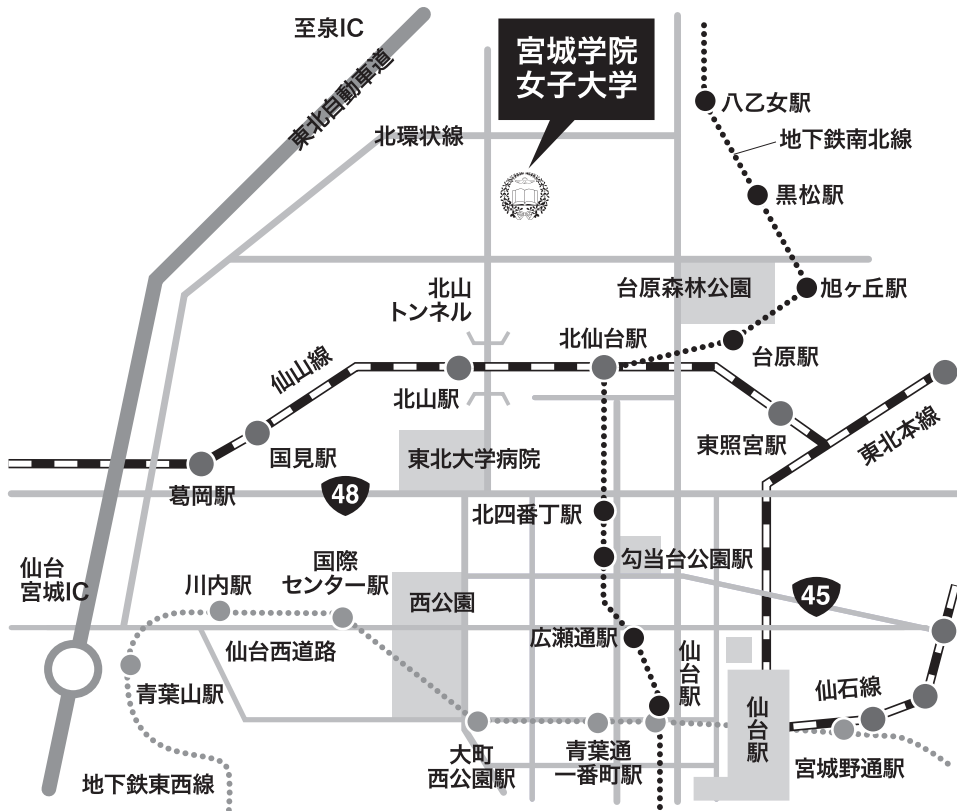 至泉IC
宮城学院
女子大学
東北自動車道
北環状線
八乙女駅
地下鉄南北線
黒松駅
北山
トンネル
台原森林公園
旭ヶ丘駅
北仙台駅
台原駅
仙山線
北山駅
国見駅
東北大学病院
東照宮駅
東北本線
葛岡駅
48
北四番丁駅
勾当台公園駅
仙台
宮城IC
川内駅
国際
センター駅
西公園
45
広瀬通駅
仙台西道路
仙台駅
青葉山駅
仙台駅
仙石線
大町
西公園駅
青葉通
一番町駅
宮城野通駅
地下鉄東西線